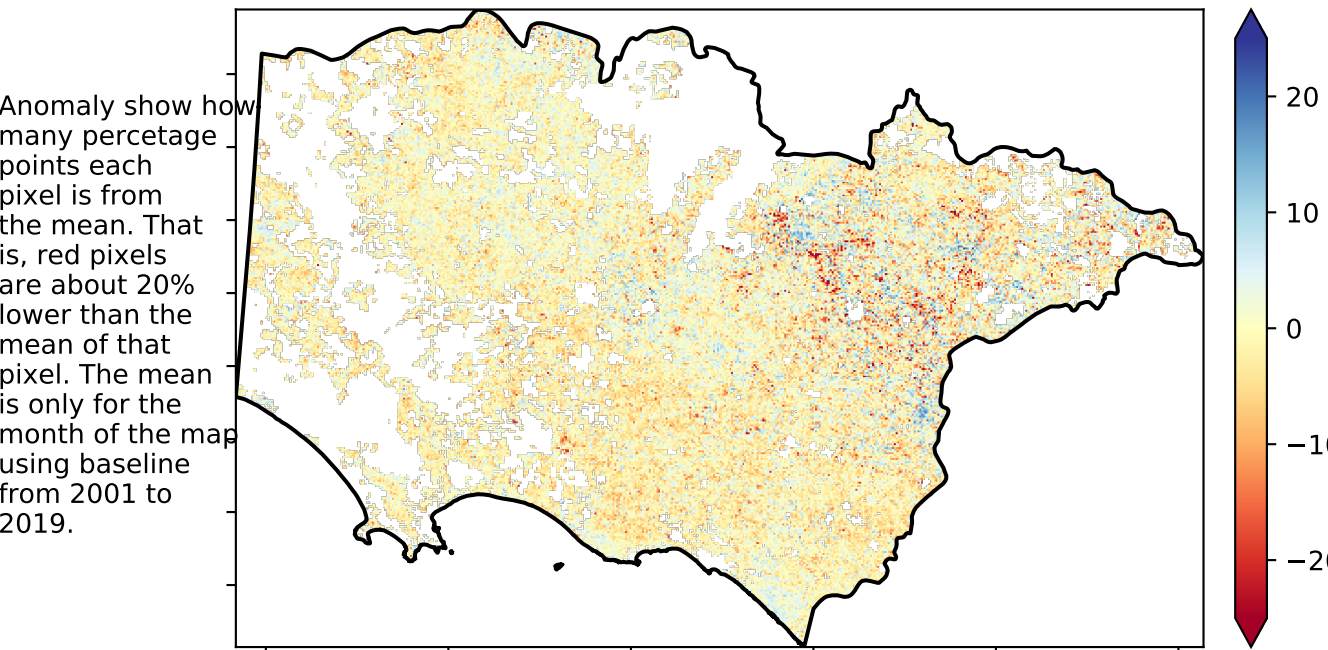 Anomaly show how
many percetage
points each
pixel is from
the mean. That
is, red pixels
are about 20%
lower than the
mean of that
pixel. The mean
is only for the
month of the map
using baseline
from 2001 to
2019.
20
10
0
−10
−20